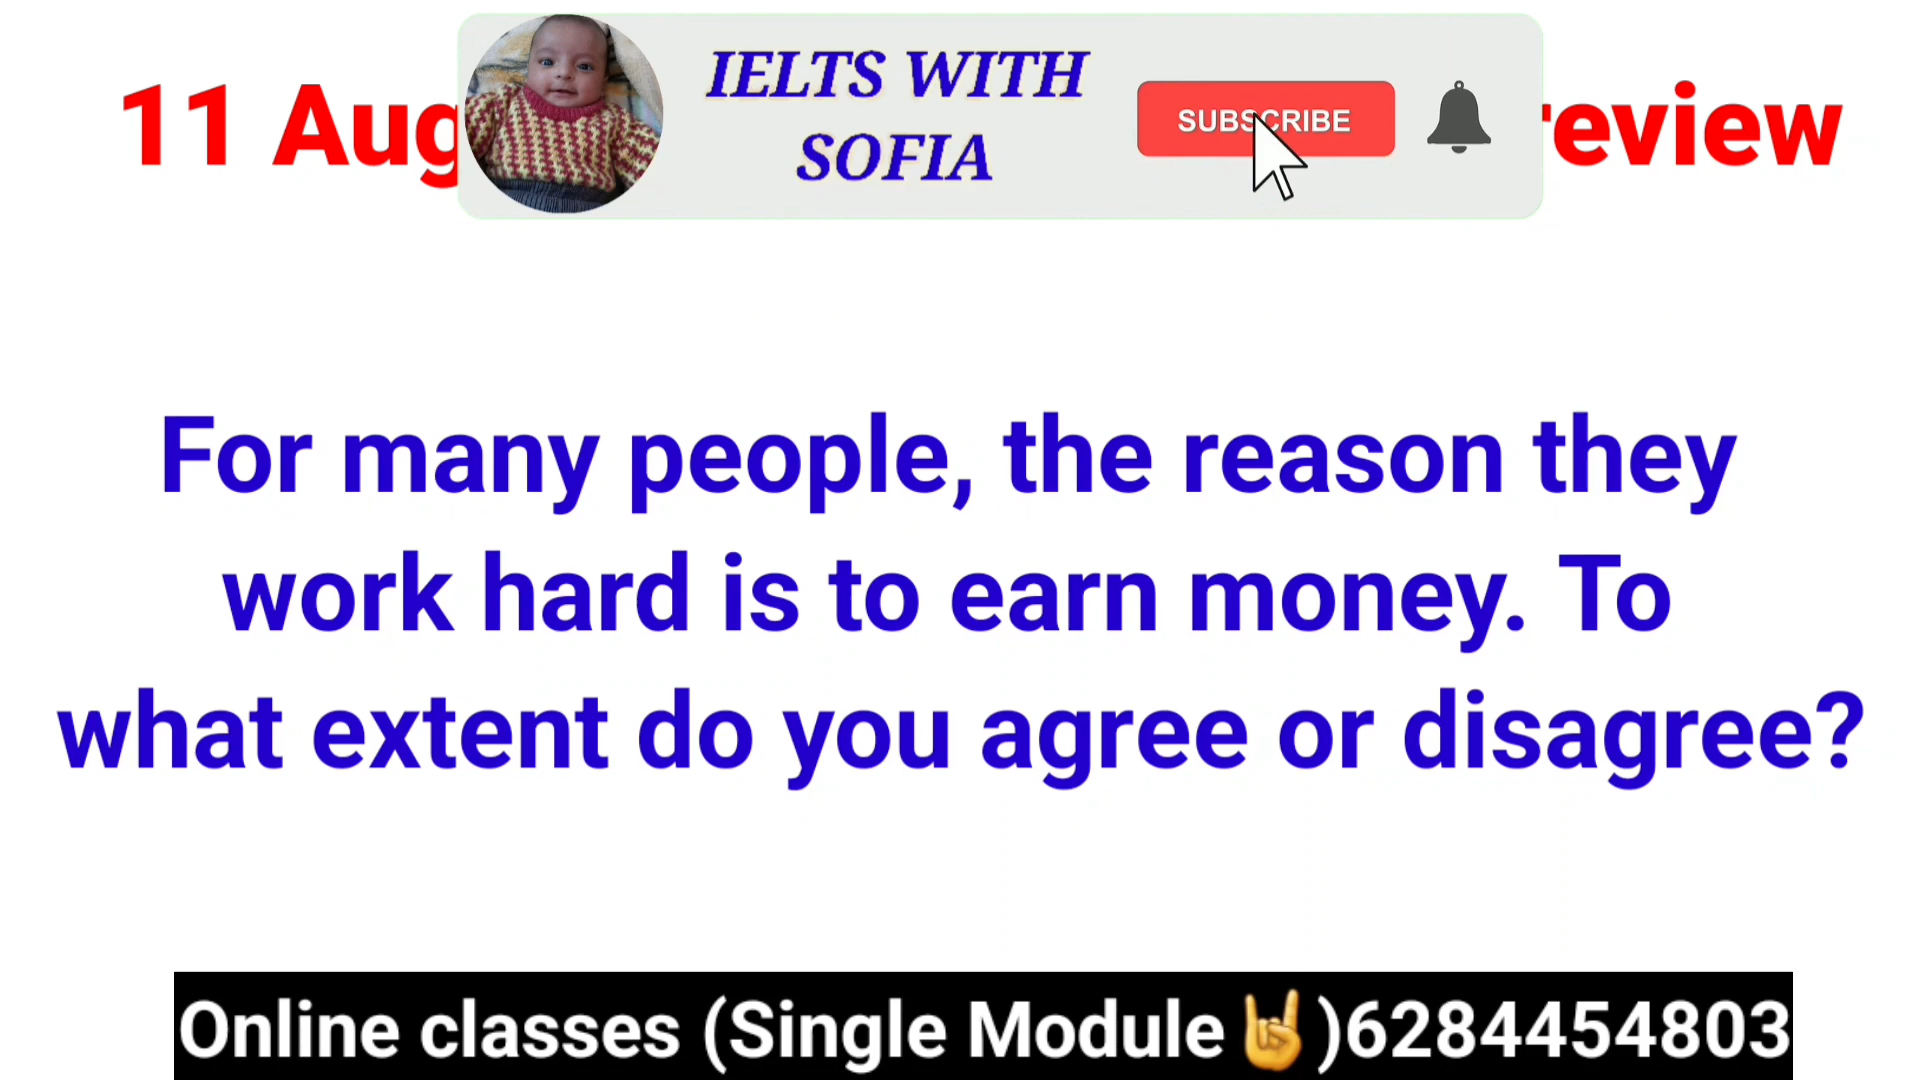 11 Aug
IELTS WITH
SOFIA
SUBSCRIBE
eview
For many people, the reason they
work hard is to earn money. To
what extent do you agree or disagree?
Online classes (Single Module🤘)6284454803